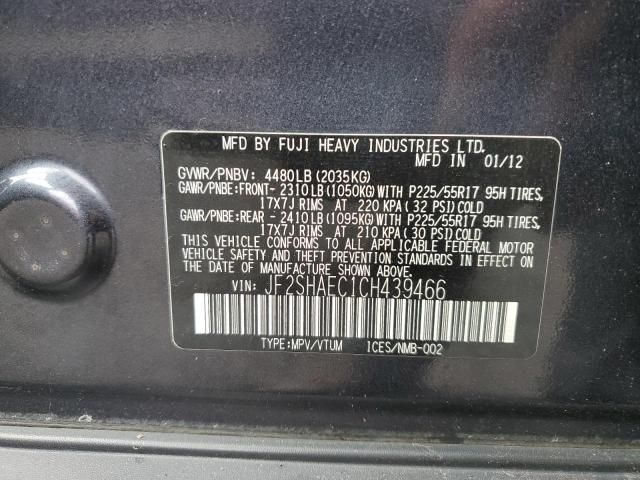 MFD BY FUJI HEAVY INDUSTRIES LTD.
MFD IN 01/12
GVWR/PNBV: 4480LB (2035KG)
GAWR/PNBE:FRONT- 2310LB (1050KG) WITH P225/55R17 95H TIRES,
17X7J RIMS AT 220 KPA ( 32 PSI) COLD
GAWR/PNBE:REAR - 2410LB (1095KG) WITH P225/55R17 95H TIRES,
17X7J RIMS AT 210 KPA ( 30 PSI) COLD
THIS VEHICLE CONFORMS TO ALL APPLICABLE FEDERAL MOTOR
VEHICLE SAFETY AND THEFT PREVENTION STANDARDS IN EFFECT
ON THE DATE OF MANUFACTURE SHOWN ABOVE.
VIN: JF2SHAEC1CH439466
TYPE:MPV/VTUM ICES/NMB-002